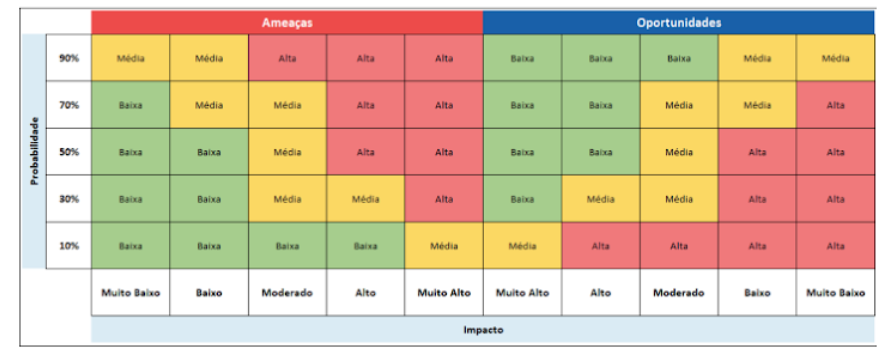 Ameaças Oportunidades
90% Média Média Alta Alta Alta Baixa Baixa Baixa Média Média
70% Baixa Média Média Alta Alta Baixa Baixa Média Média Alta
Probabilidade
50% Baixa Baixa Média Alta Alta Baixa Baixa Média Alta Alta
30% Baixa Baixa Média Média Alta Baixa Média Média Alta Alta
10% Baixa Baixa Baixa Baixa Média Média Alta Alta Alta Alta
Muito Baixo Baixo Moderado Alto Muito Alto Muito Alto Alto Moderado Baixo Muito Baixo
Impacto